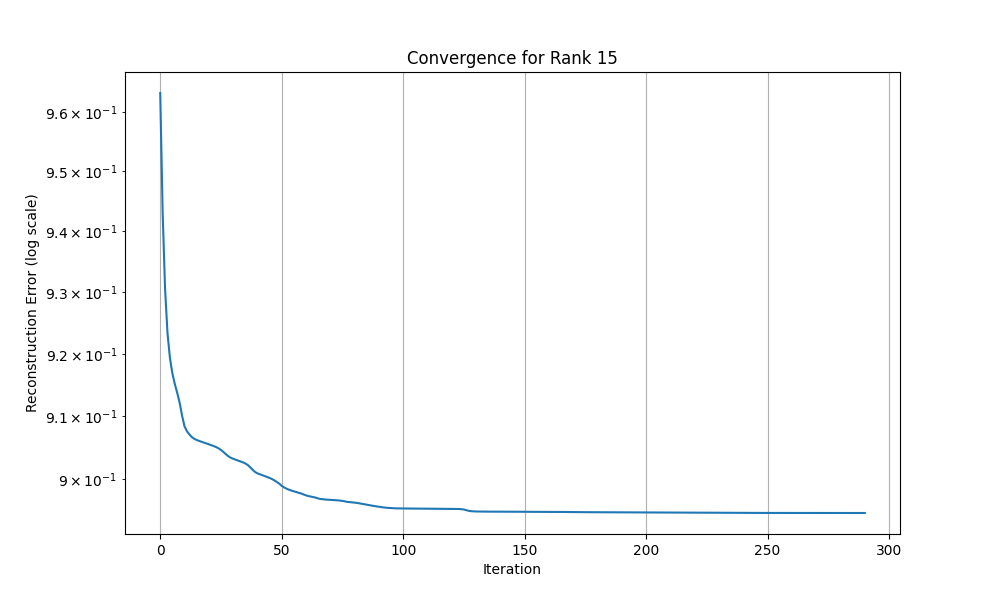 Convergence for Rank 15
Reconstruction Error (log scale)
9.6 × 10⁻¹
9.5 × 10⁻¹
9.4 × 10⁻¹
9.3 × 10⁻¹
9.2 × 10⁻¹
9.1 × 10⁻¹
9 × 10⁻¹
0 50 100 150 200 250 300
Iteration